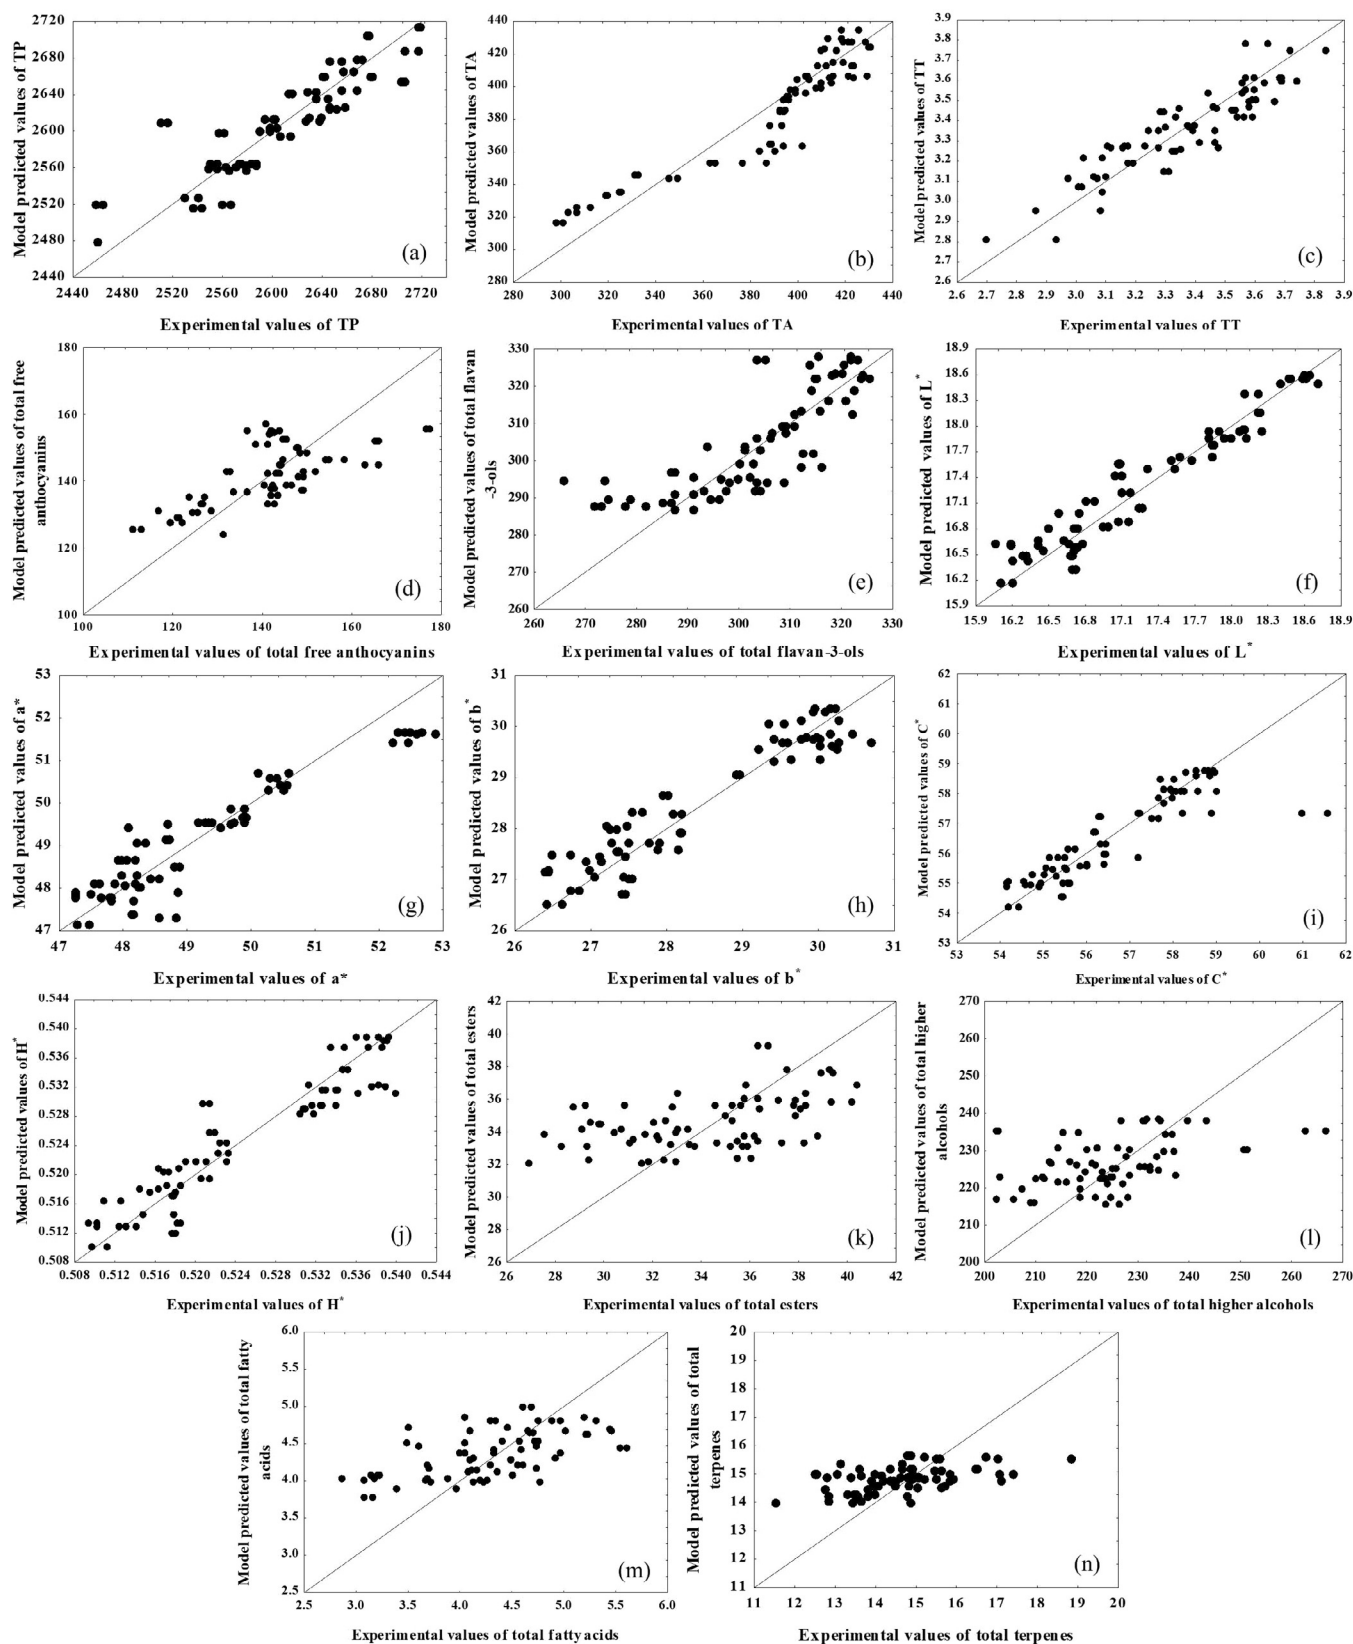 Model predicted values of TP
2720
2680
2640
2600
2560
2520
2480
2440
(a)
2440 2480 2520 2560 2600 2640 2680 2720
Experimental values of TP
Model predicted values of TA
440
420
400
380
360
340
320
300
280
(b)
280 300 320 340 360 380 400 420 440
Experimental values of TA
Model predicted values of TT
3.9
3.8
3.7
3.6
3.5
3.4
3.3
3.2
3.1
3.0
2.9
2.8
2.7
2.6
(c)
2.6 2.7 2.8 2.9 3.0 3.1 3.2 3.3 3.4 3.5 3.6 3.7 3.8 3.9
Experimental values of TT
Model predicted values of total free
anthocyanins
180
160
140
120
100
(d)
100 120 140 160 180
Experimental values of total free anthocyanins
Model predicted values of total flavan
-3-ols
330
320
310
300
290
280
270
260
(e)
260 270 280 290 300 310 320 330
Experimental values of total flavan-3-ols
Model predicted values of L*
18.9
18.6
18.3
18.0
17.7
17.4
17.1
16.8
16.5
16.2
15.9
(f)
15.9 16.2 16.5 16.8 17.1 17.4 17.7 18.0 18.3 18.6 18.9
Experimental values of L*
Model predicted values of a*
53
52
51
50
49
48
47
(g)
47 48 49 50 51 52 53
Experimental values of a*
Model predicted values of b*
31
30
29
28
27
26
(h)
26 27 28 29 30 31
Experimental values of b*
Model predicted values of C*
62
61
60
59
58
57
56
55
54
53
(i)
53 54 55 56 57 58 59 60 61 62
Experimental values of C*
Model predicted values of H*
0.544
0.540
0.536
0.532
0.528
0.524
0.520
0.516
0.512
0.508
(j)
0.508 0.512 0.516 0.520 0.524 0.528 0.532 0.536 0.540 0.544
Experimental values of H*
Model predicted values of total esters
42
40
38
36
34
32
30
28
26
(k)
26 28 30 32 34 36 38 40 42
Experimental values of total esters
Model predicted values of total higher
alcohols
270
260
250
240
230
220
210
200
(l)
200 210 220 230 240 250 260 270
Experimental values of total higher alcohols
Model predicted values of total fatty
acids
6.0
5.5
5.0
4.5
4.0
3.5
3.0
2.5
(m)
2.5 3.0 3.5 4.0 4.5 5.0 5.5 6.0
Experimental values of total fatty acids
Model predicted values of total
terpenes
20
19
18
17
16
15
14
13
12
11
(n)
11 12 13 14 15 16 17 18 19 20
Experimental values of total terpenes